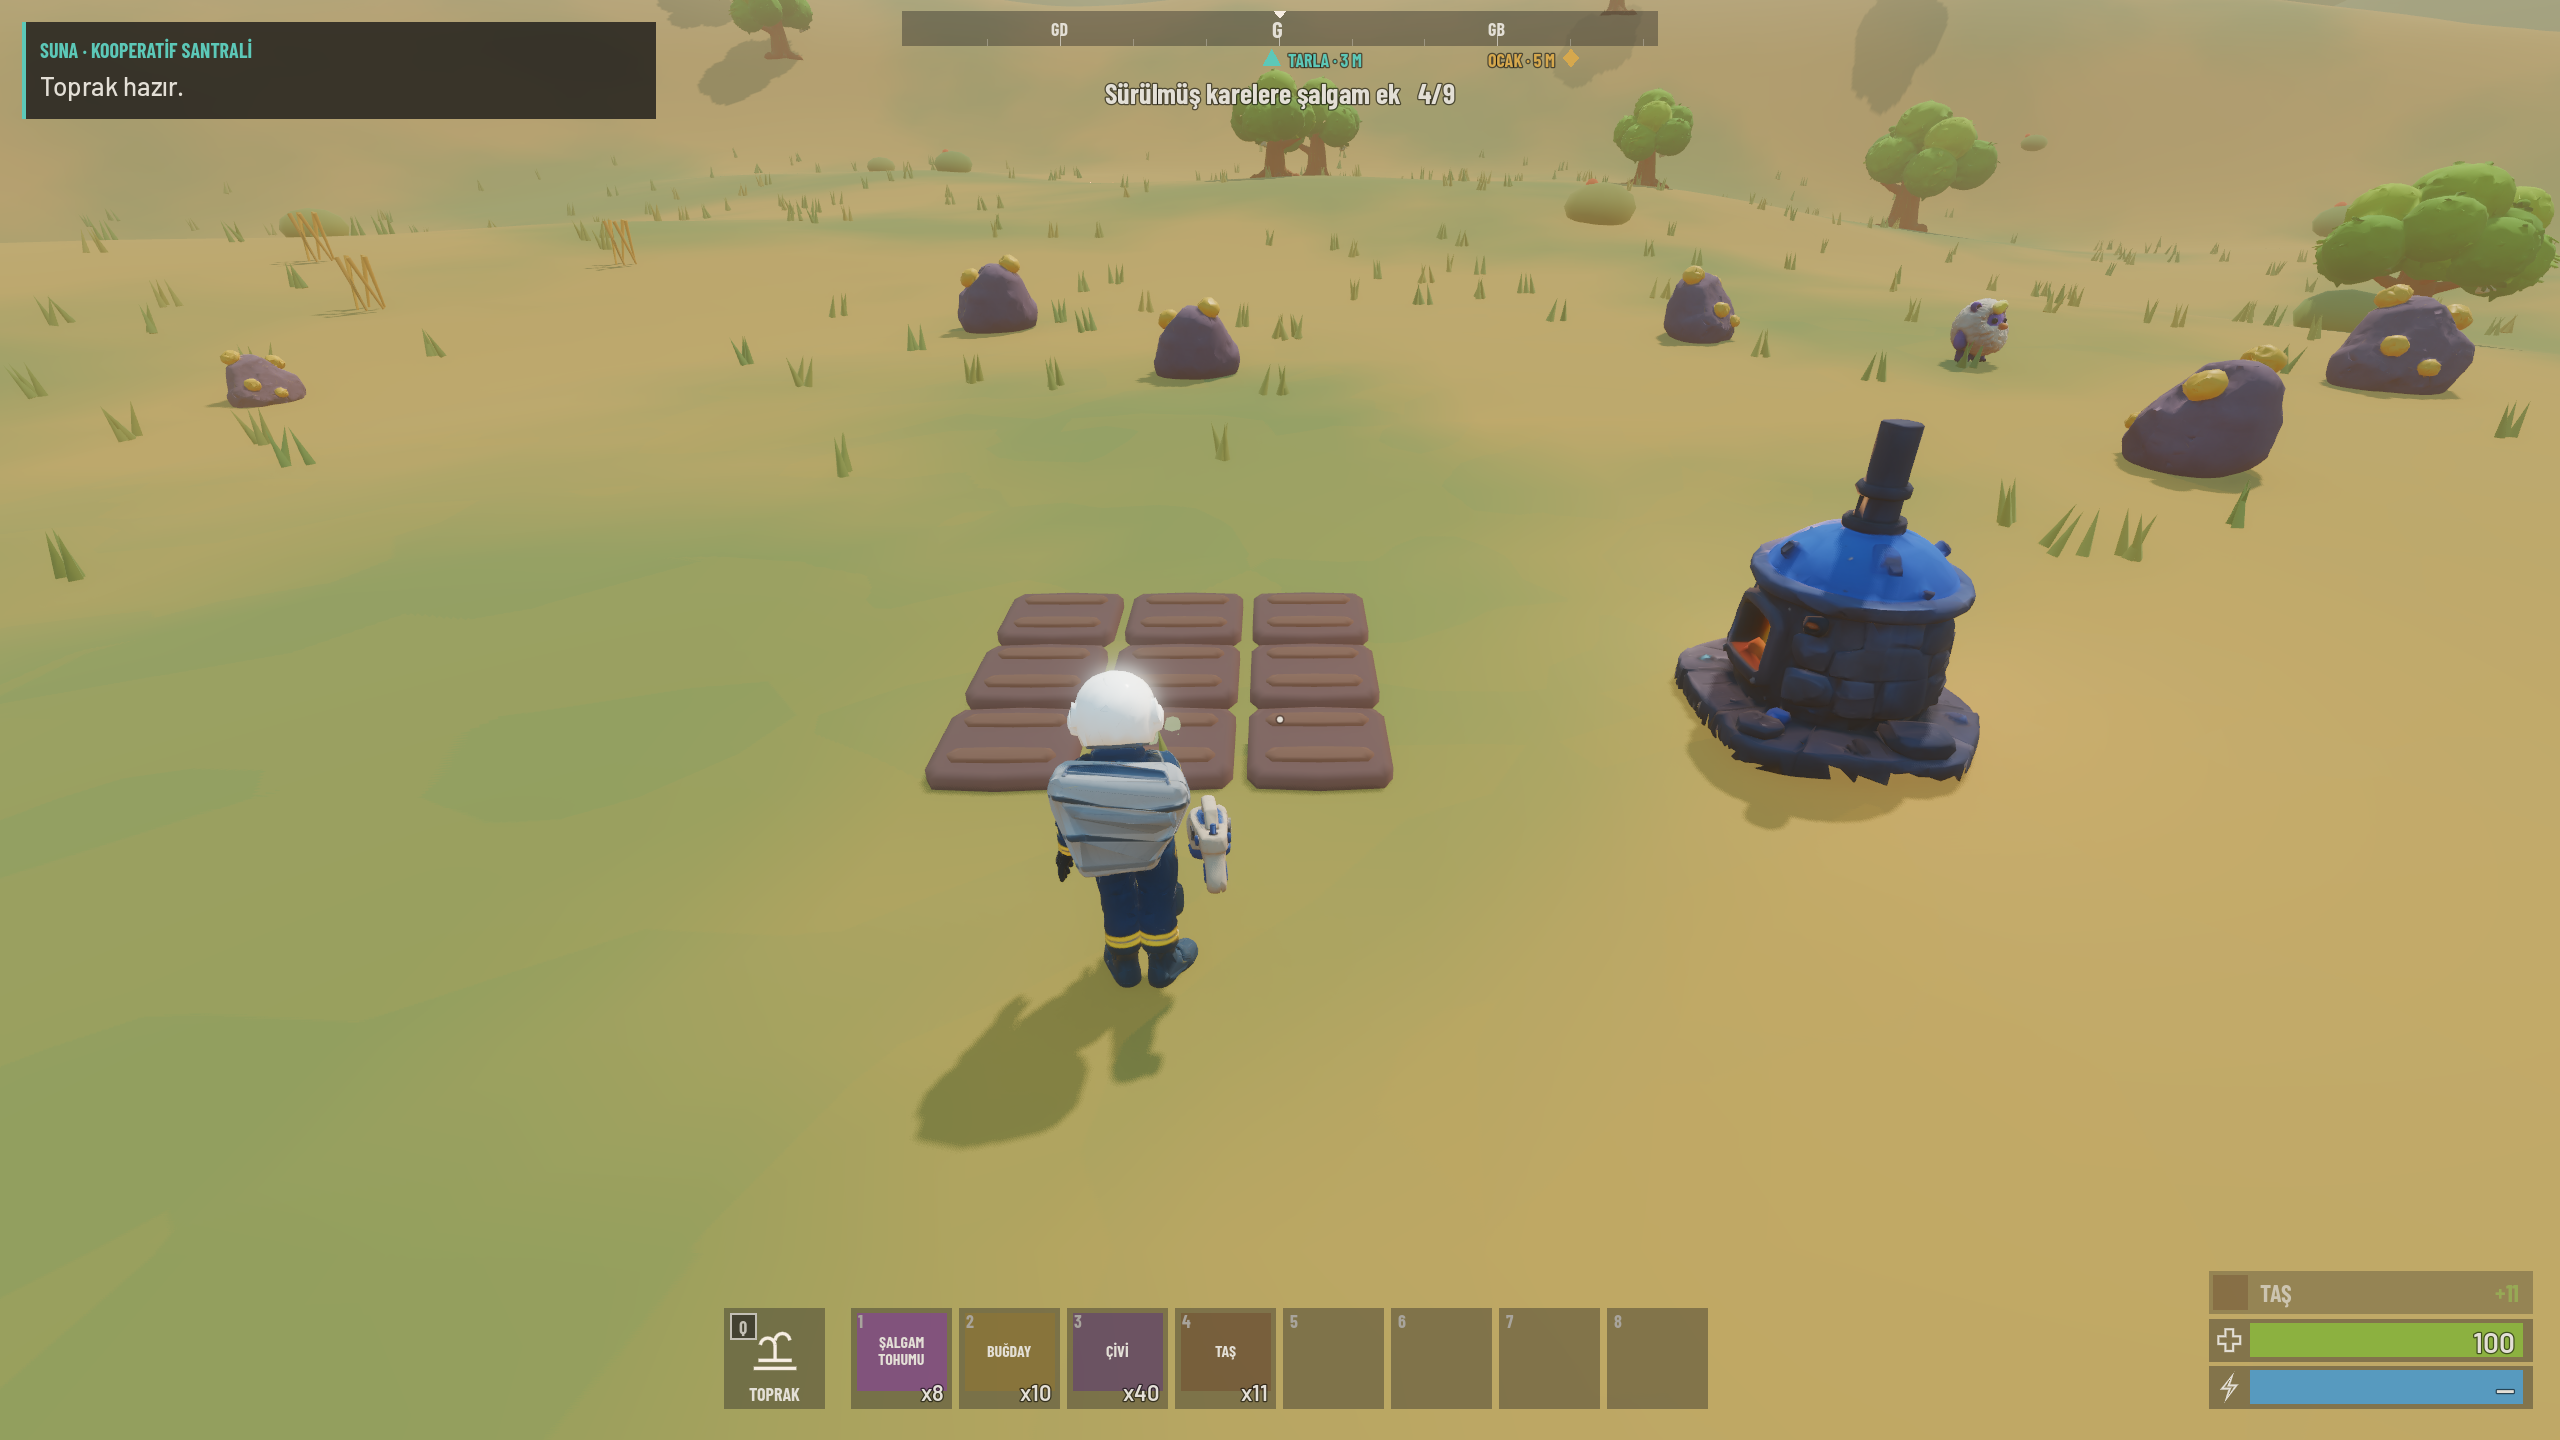 SUNA · KOOPERATİF SANTRALİ
Toprak hazır.
GD
G
GB
TARLA · 3 M
OCAK · 5 M
Sürülmüş karelere şalgam ek 4/9
Q
TOPRAK
1
ŞALGAM
TOHUMU
x8
2
BUĞDAY
x10
3
ÇİVİ
x40
4
TAŞ
x11
5
6
7
8
TAŞ +11
100
—